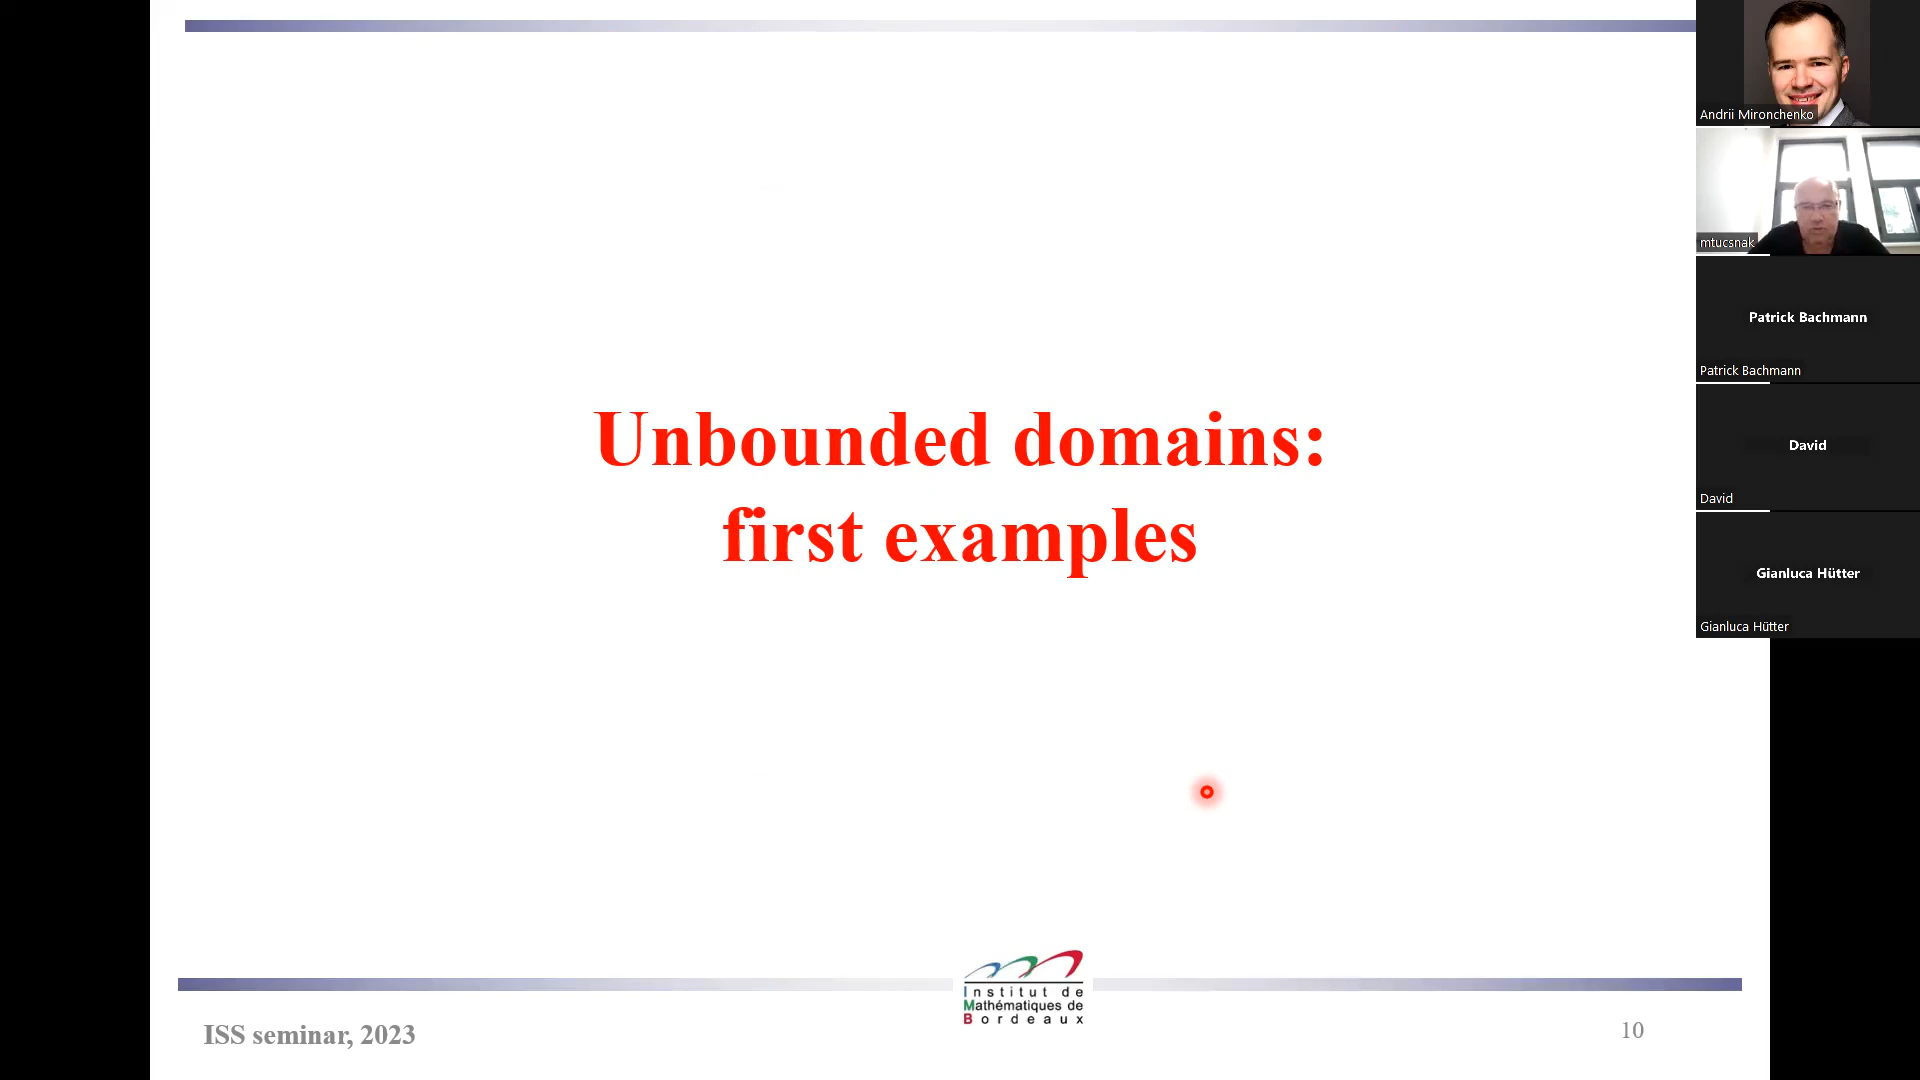 Unbounded domains:
first examples
Institut de
Mathématiques de
Bordeaux
ISS seminar, 2023
10
Andrii Mironchenko
mtucsnak
Patrick Bachmann
Patrick Bachmann
David
David
Gianluca Hütter
Gianluca Hütter